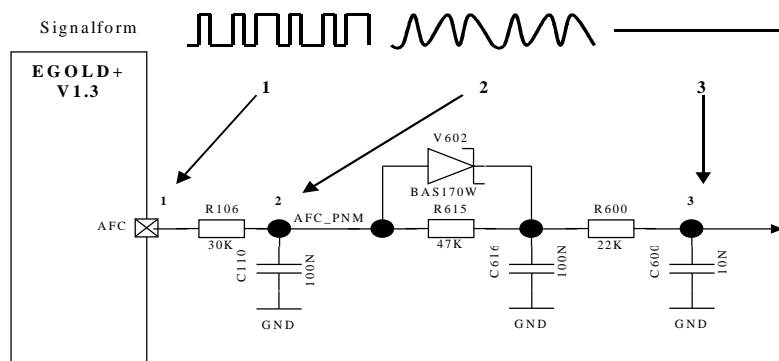 Signalform
EGOLD+
V1.3
1
2
3
V602
BAS170W
1
R106
2
AFC_PNM
R615
R600
3
AFC
30K
47K
22K
C110
100N
C616
100N
C600
10N
GND
GND
GND